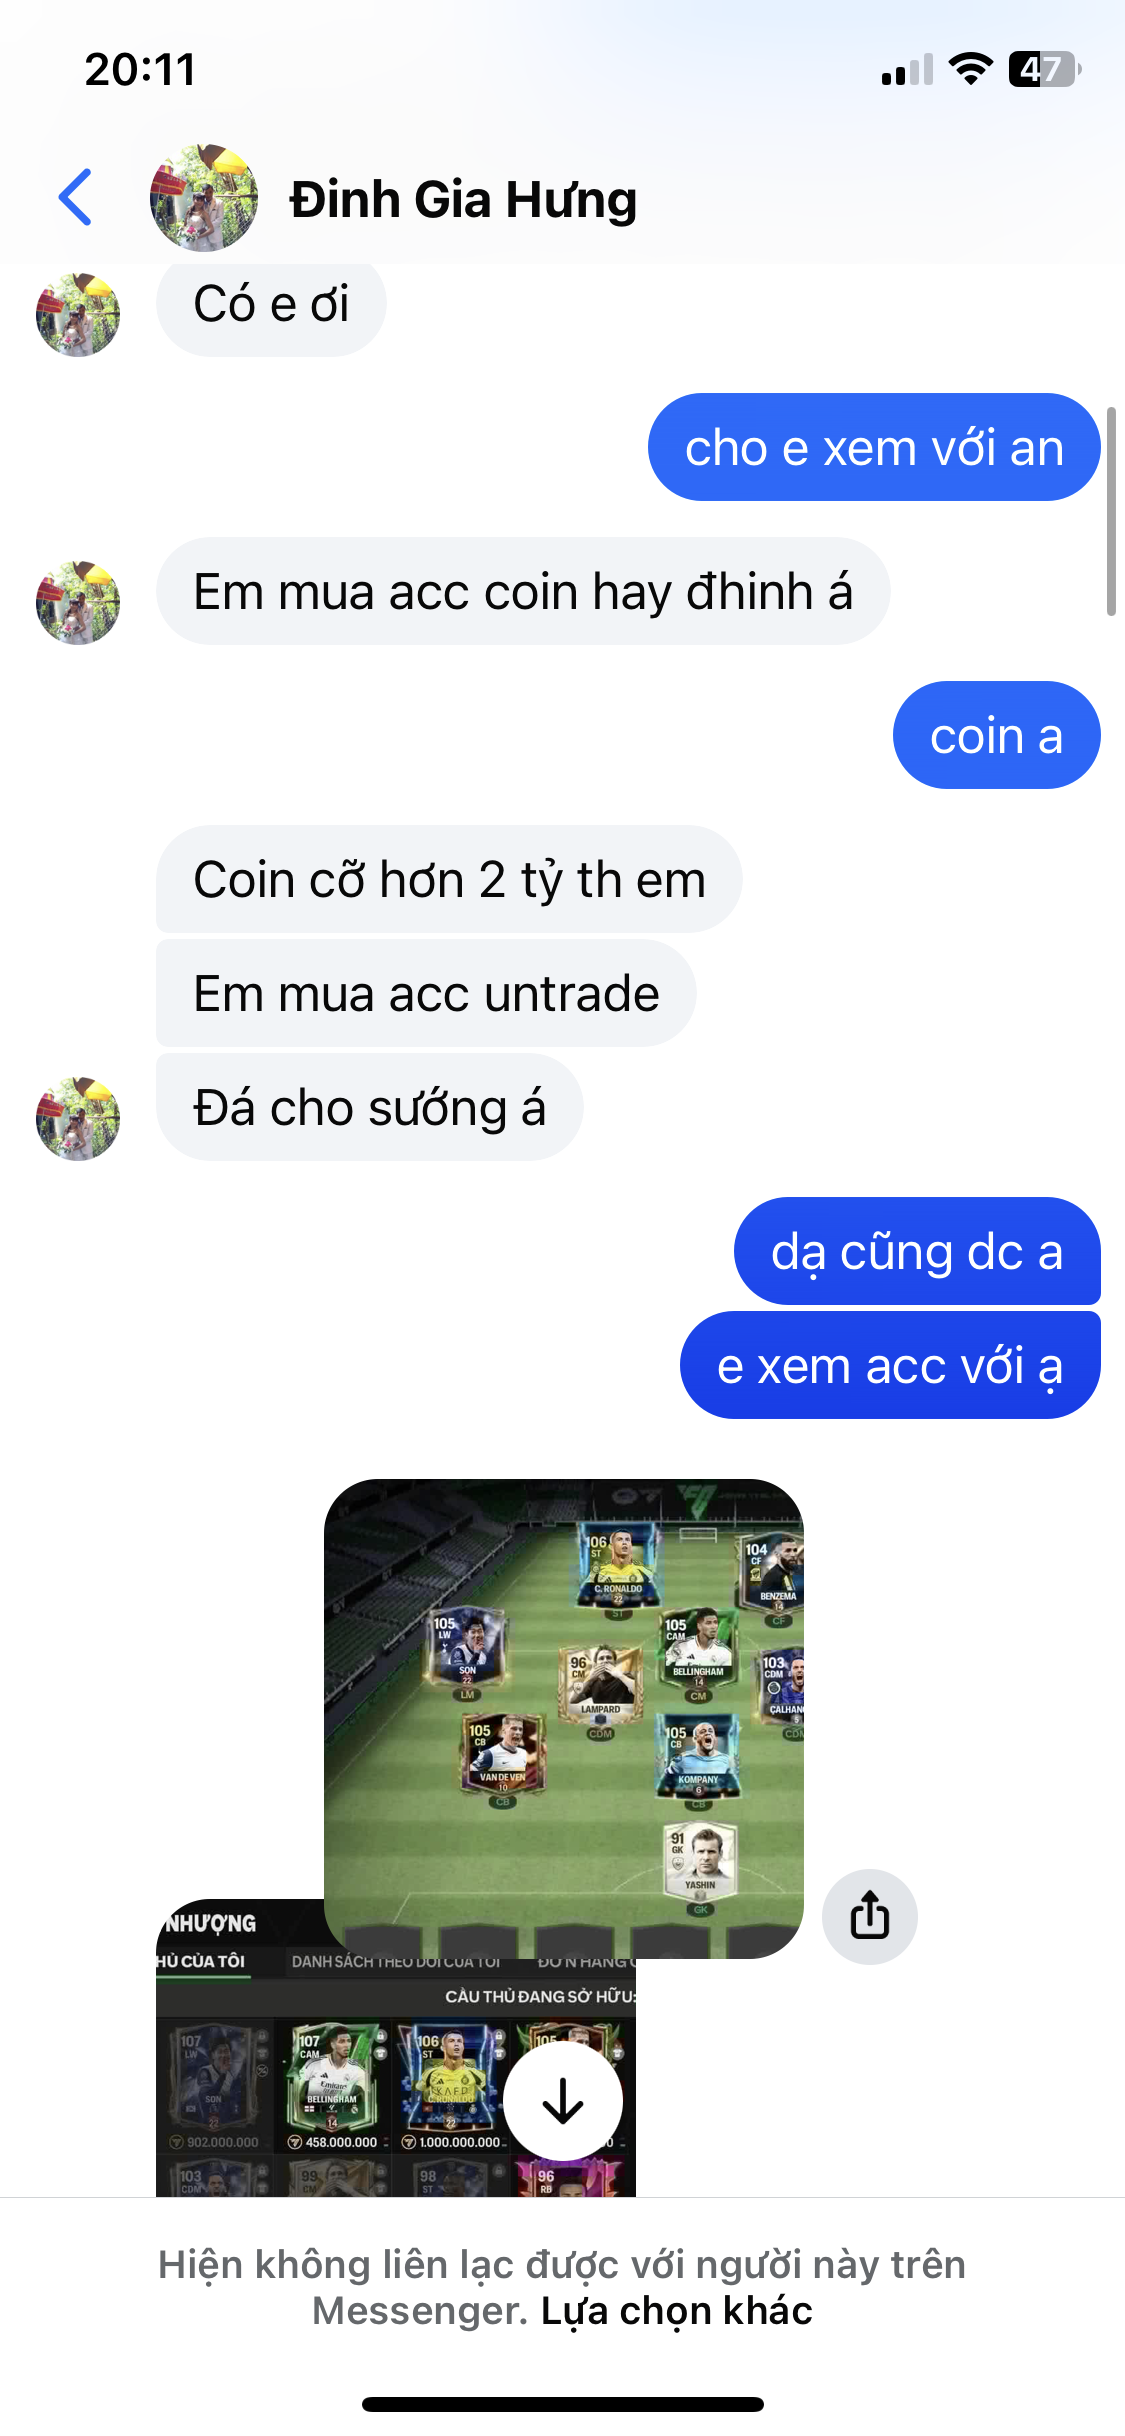 20:11
47
Đinh Gia Hưng
Có e ơi
cho e xem với an
Em mua acc coin hay đhinh á
coin a
Coin cỡ hơn 2 tỷ th em
Em mua acc untrade
Đá cho sướng á
dạ cũng dc a
e xem acc với ạ
106
ST
C. RONALDO
22
ST
104
CF
BENZEMA
14
CF
105
LW
SON
22
LM
105
CAM
BELLINGHAM
14
CM
96
CM
LAMPARD
CDM
103
CDM
ÇALHAN
CDM
105
CB
VAN DE VEN
10
CB
105
CB
KOMPANY
6
CB
91
GK
YASHIN
GK
NHƯỢNG
HỦ CỦA TÔI
DANH SÁCH THEO DÕI CỦA TÔI
ĐƠN HÀNG
CẦU THỦ ĐANG SỞ HỮU:
107
LW
SON
22
902.000.000
107
CAM
BELLINGHAM
14
458.000.000
106
ST
C. RONALDO
22
1.000.000.000
105
103
CDM
99
CM
98
ST
96
RB
Hiện không liên lạc được với người này trên
Messenger. Lựa chọn khác